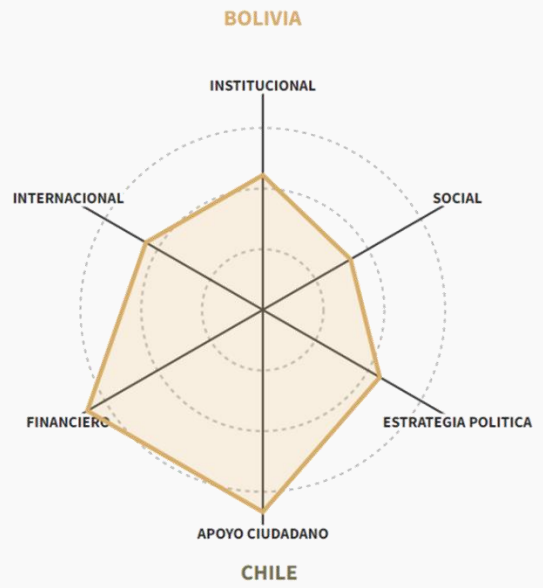 BOLIVIA
INSTITUCIONAL
INTERNACIONAL
SOCIAL
FINANCIERO
ESTRATEGIA POLITICA
APOYO CIUDADANO
CHILE